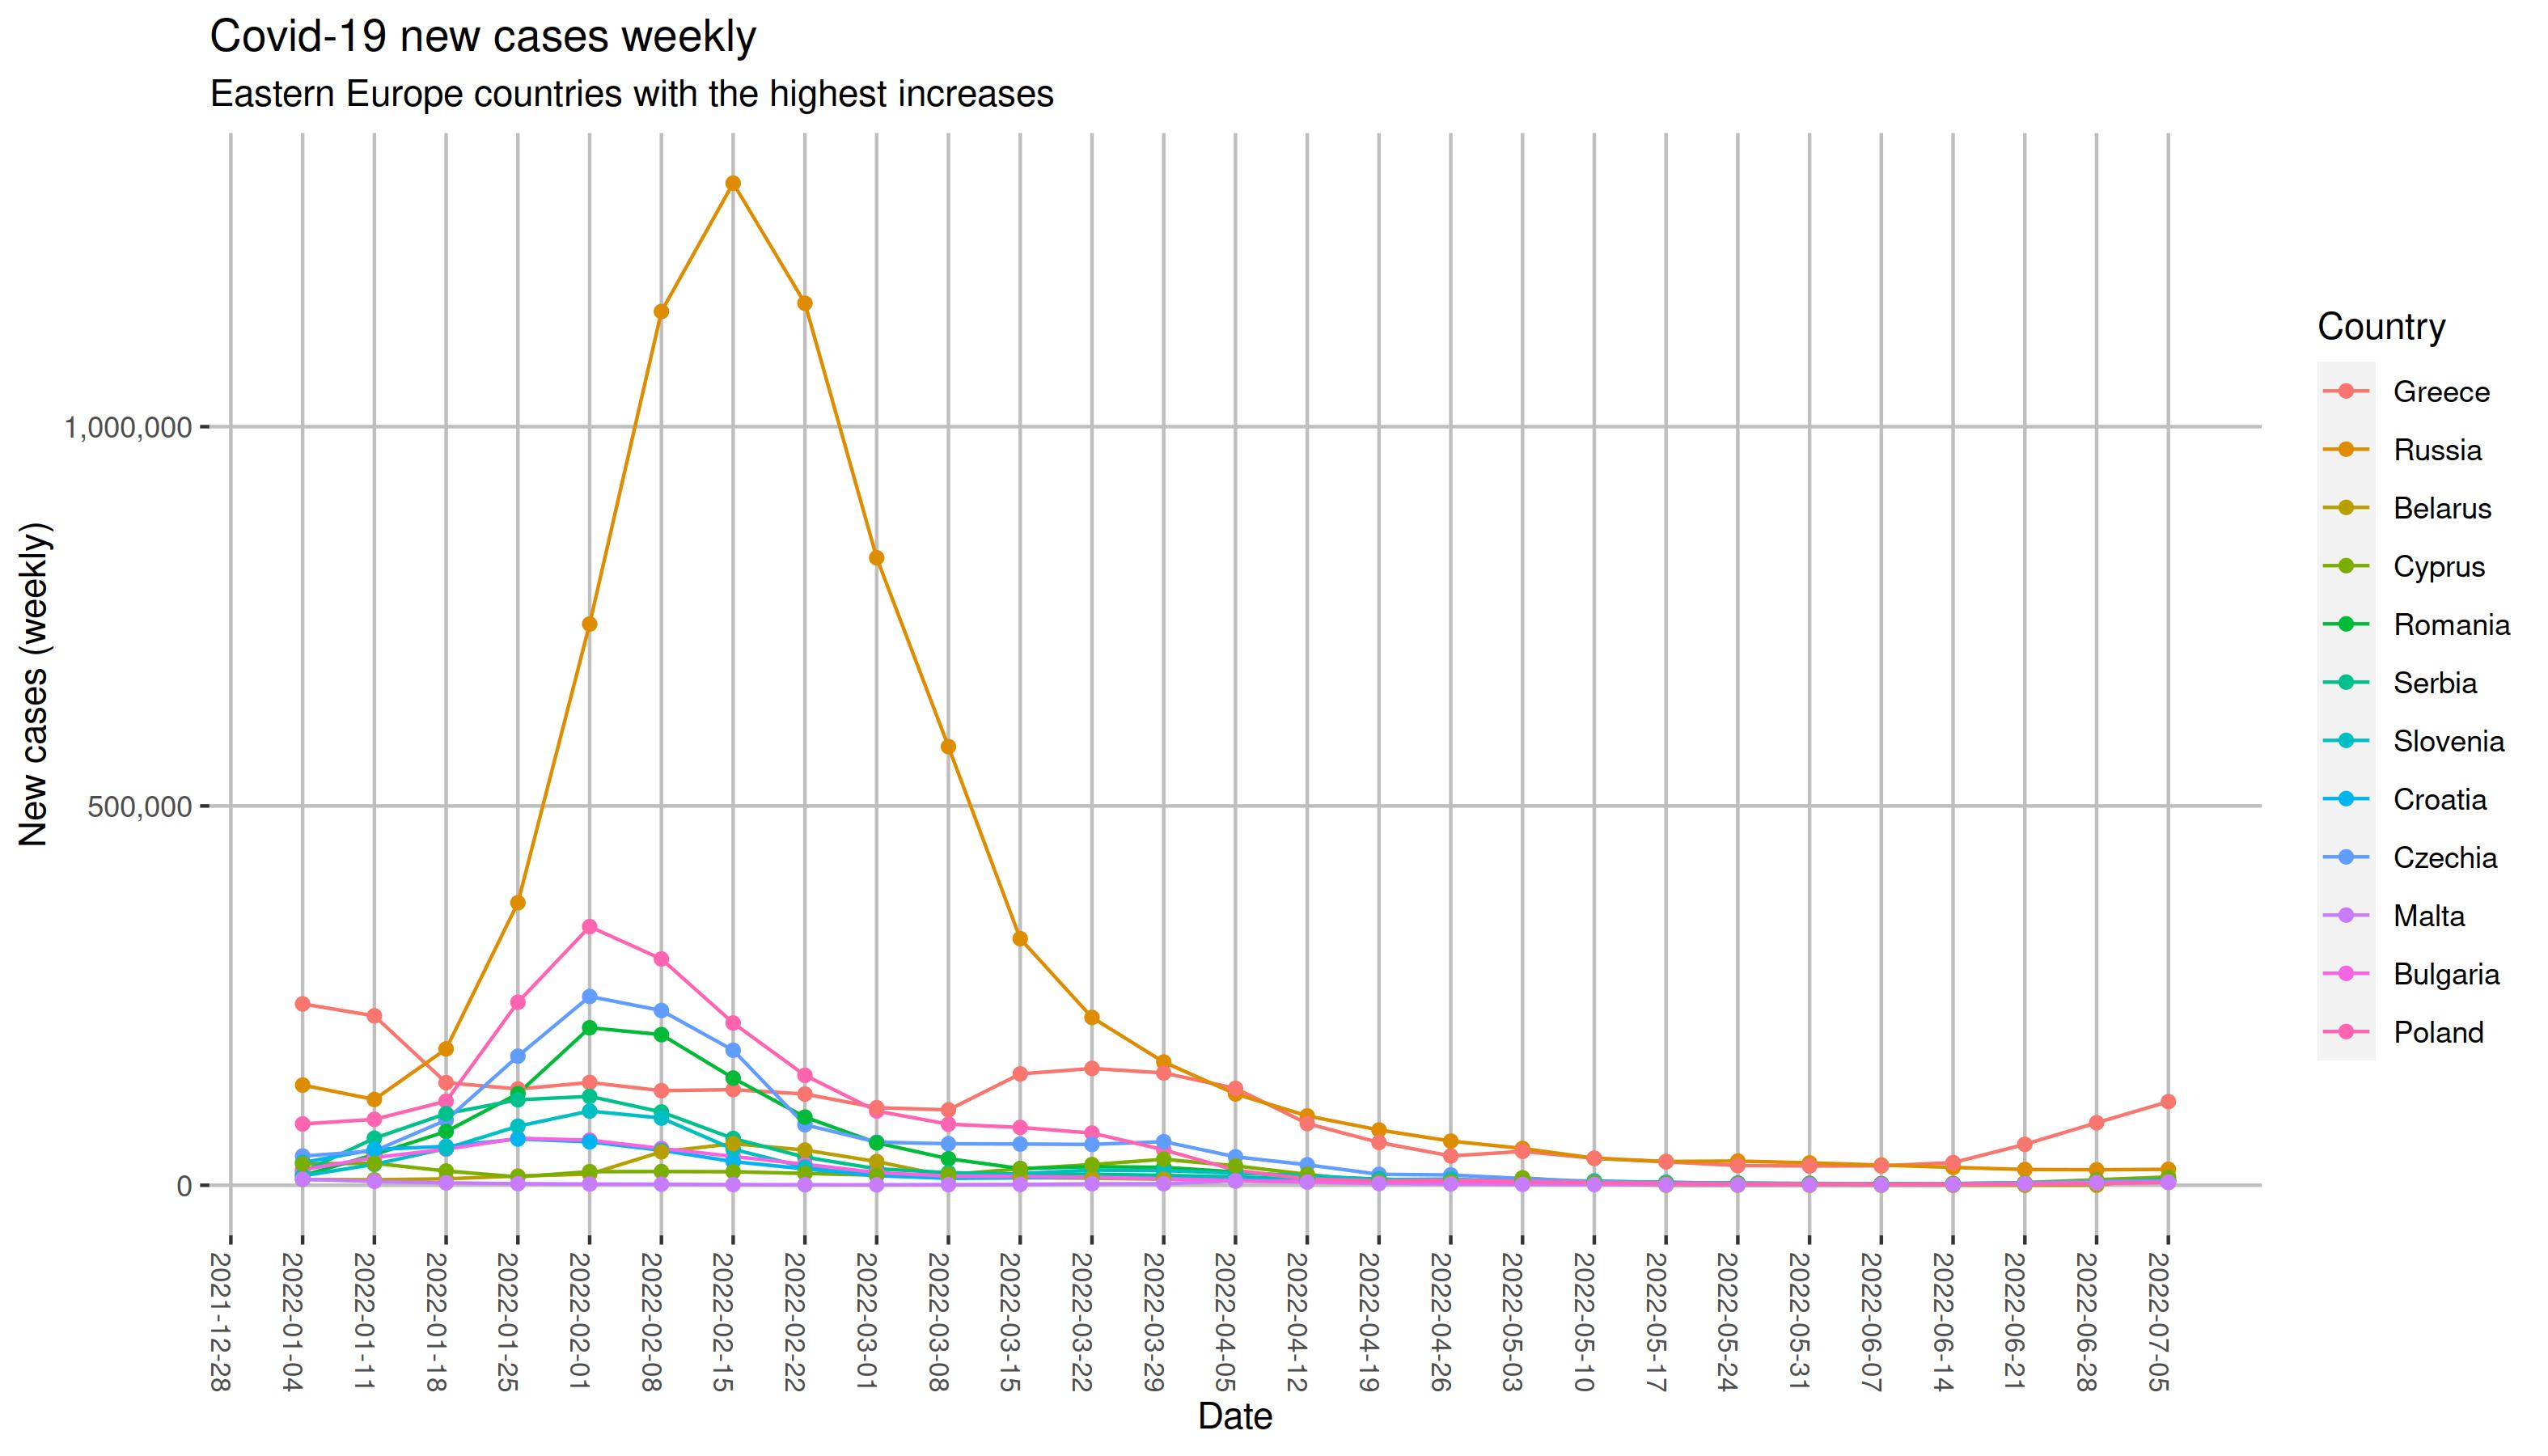 Covid-19 new cases weekly
Eastern Europe countries with the highest increases
New cases (weekly)
1,000,000
500,000
0
2021-12-28
2022-01-04
2022-01-11
2022-01-18
2022-01-25
2022-02-01
2022-02-08
2022-02-15
2022-02-22
2022-03-01
2022-03-08
2022-03-15
2022-03-22
2022-03-29
2022-04-05
2022-04-12
2022-04-19
2022-04-26
2022-05-03
2022-05-10
2022-05-17
2022-05-24
2022-05-31
2022-06-07
2022-06-14
2022-06-21
2022-06-28
2022-07-05
Date
Country
Greece
Russia
Belarus
Cyprus
Romania
Serbia
Slovenia
Croatia
Czechia
Malta
Bulgaria
Poland